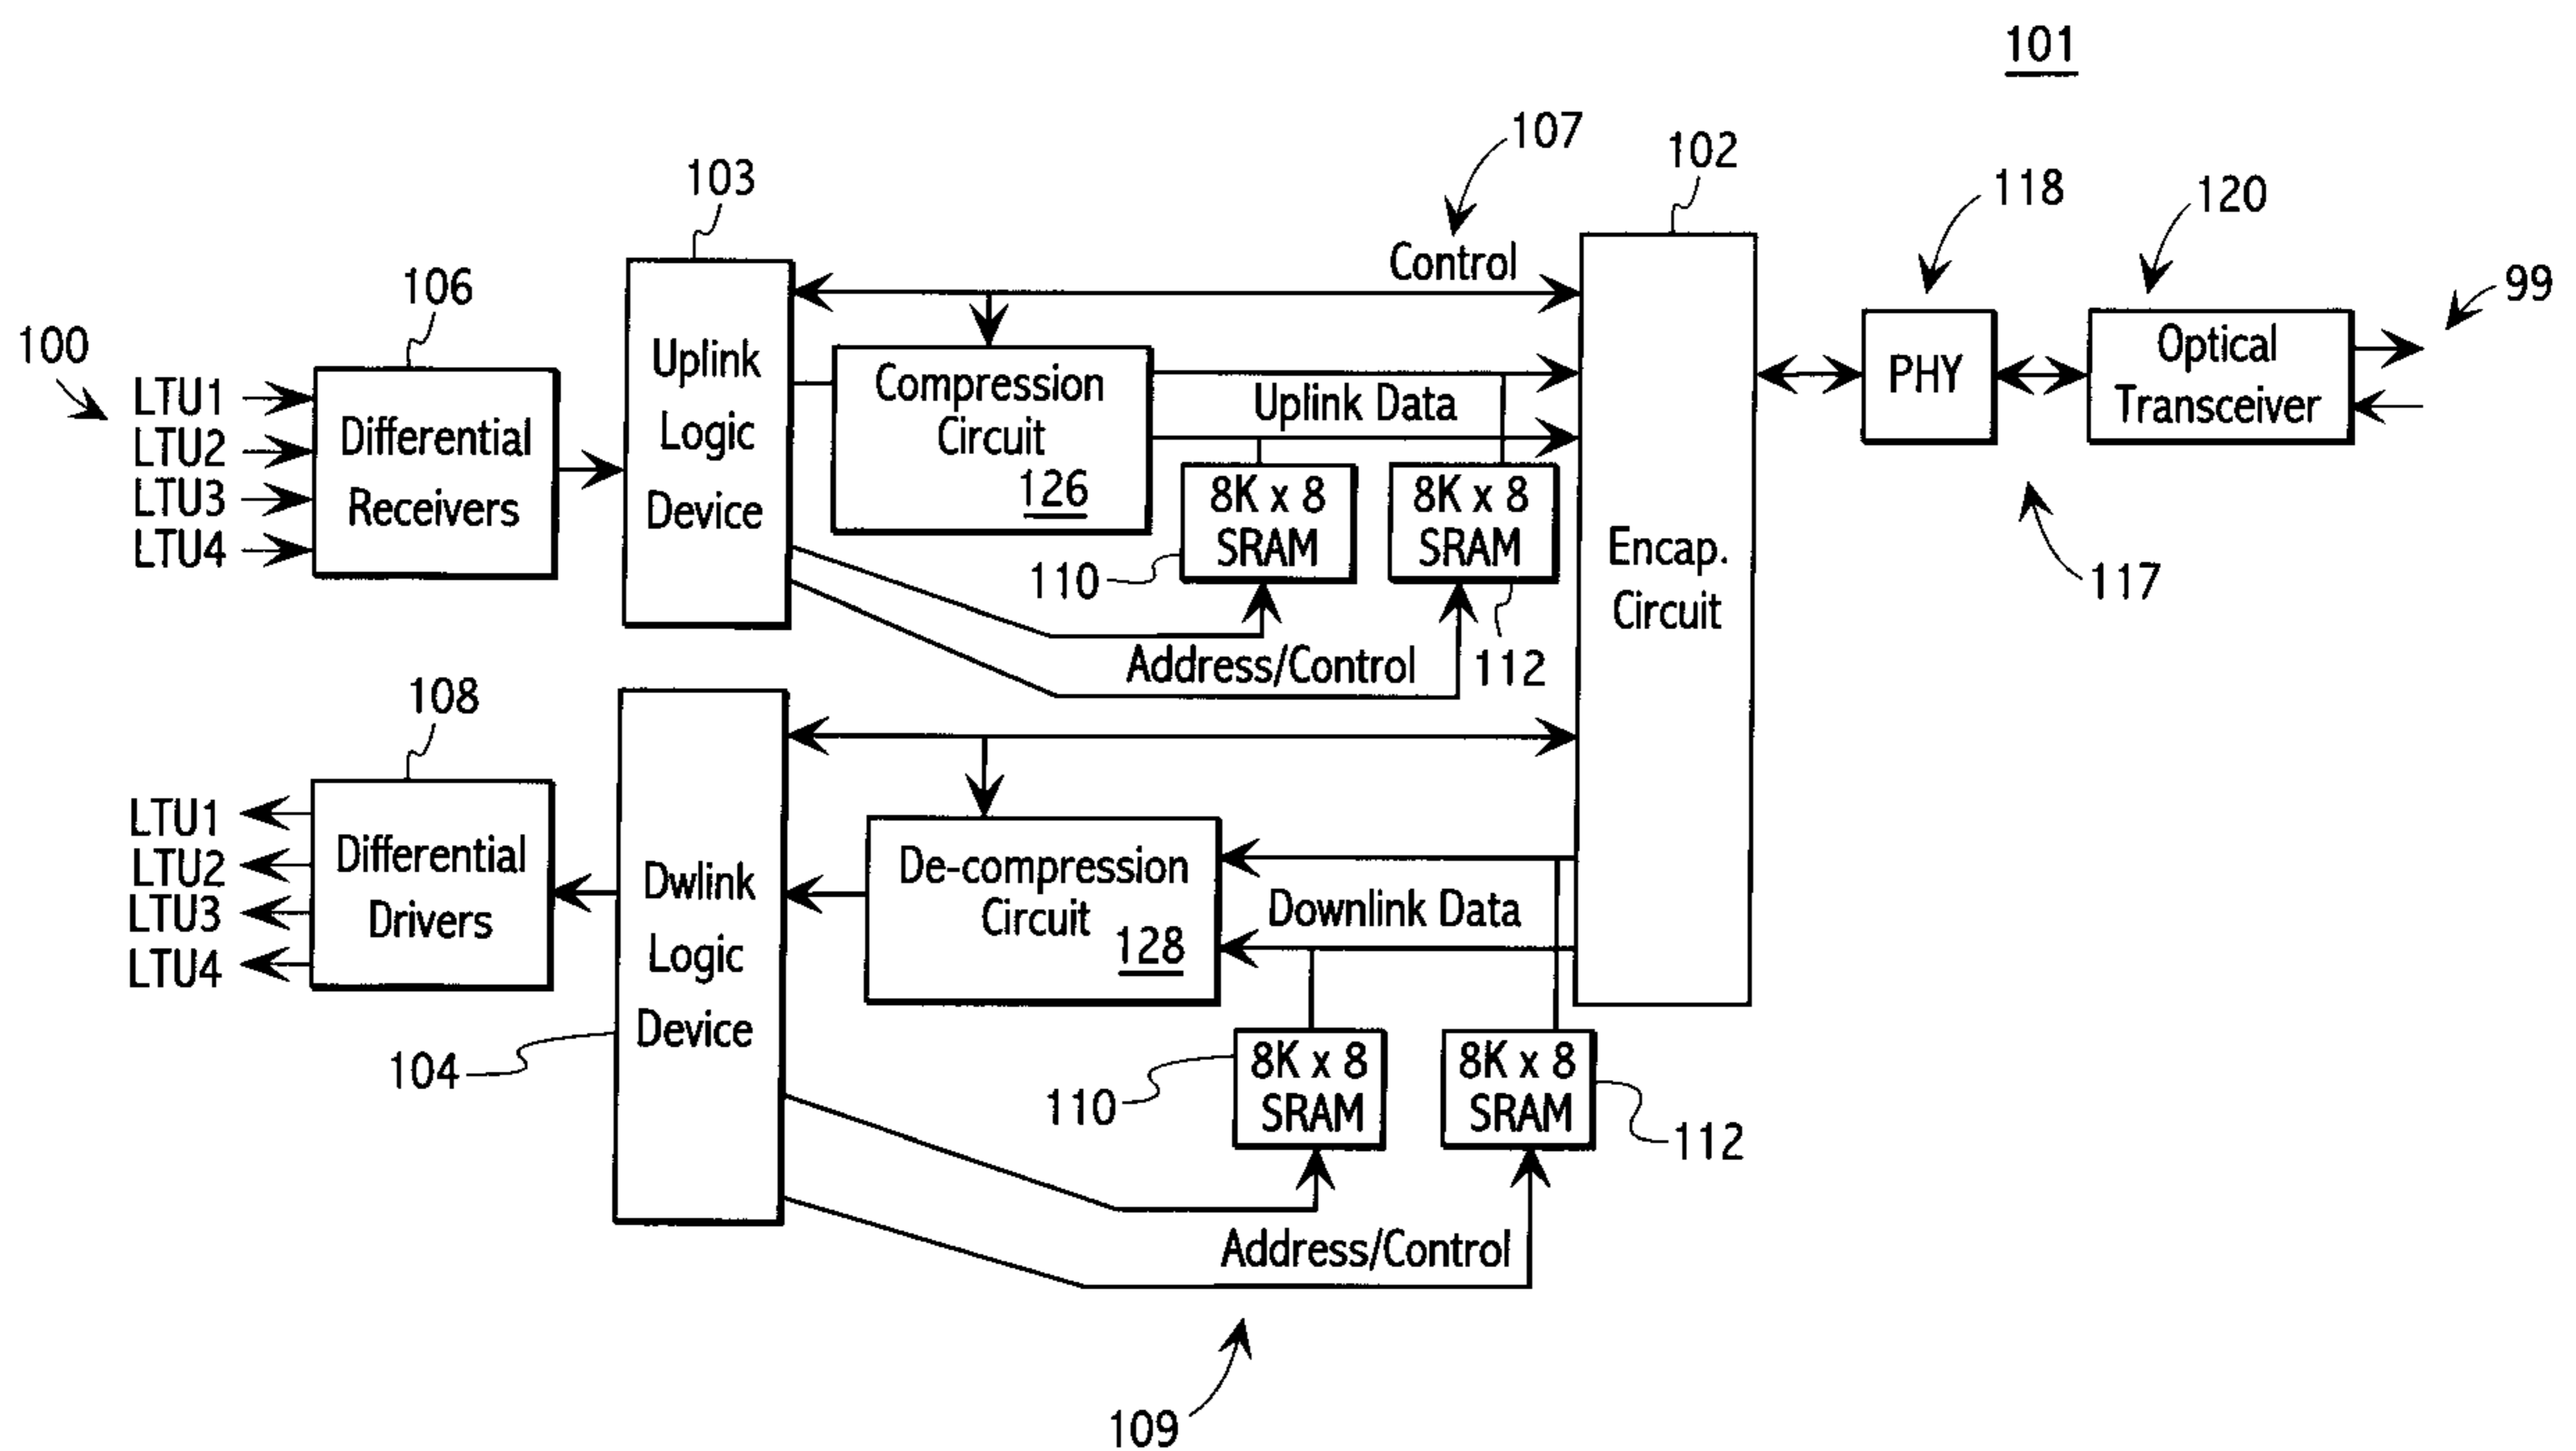 101
107
102
103
118
120
99
106
100
Control
Uplink
Logic
Device
LTU1
LTU2
LTU3
LTU4
Differential
Receivers
Compression
Circuit
126
Uplink Data
8K x 8
SRAM
8K x 8
SRAM
110
112
Address/Control
Encap.
Circuit
PHY
Optical
Transceiver
117
108
LTU1
LTU2
LTU3
LTU4
Differential
Drivers
Dwlink
Logic
Device
104
De-compression
Circuit
128
Downlink Data
8K x 8
SRAM
8K x 8
SRAM
110
112
Address/Control
109